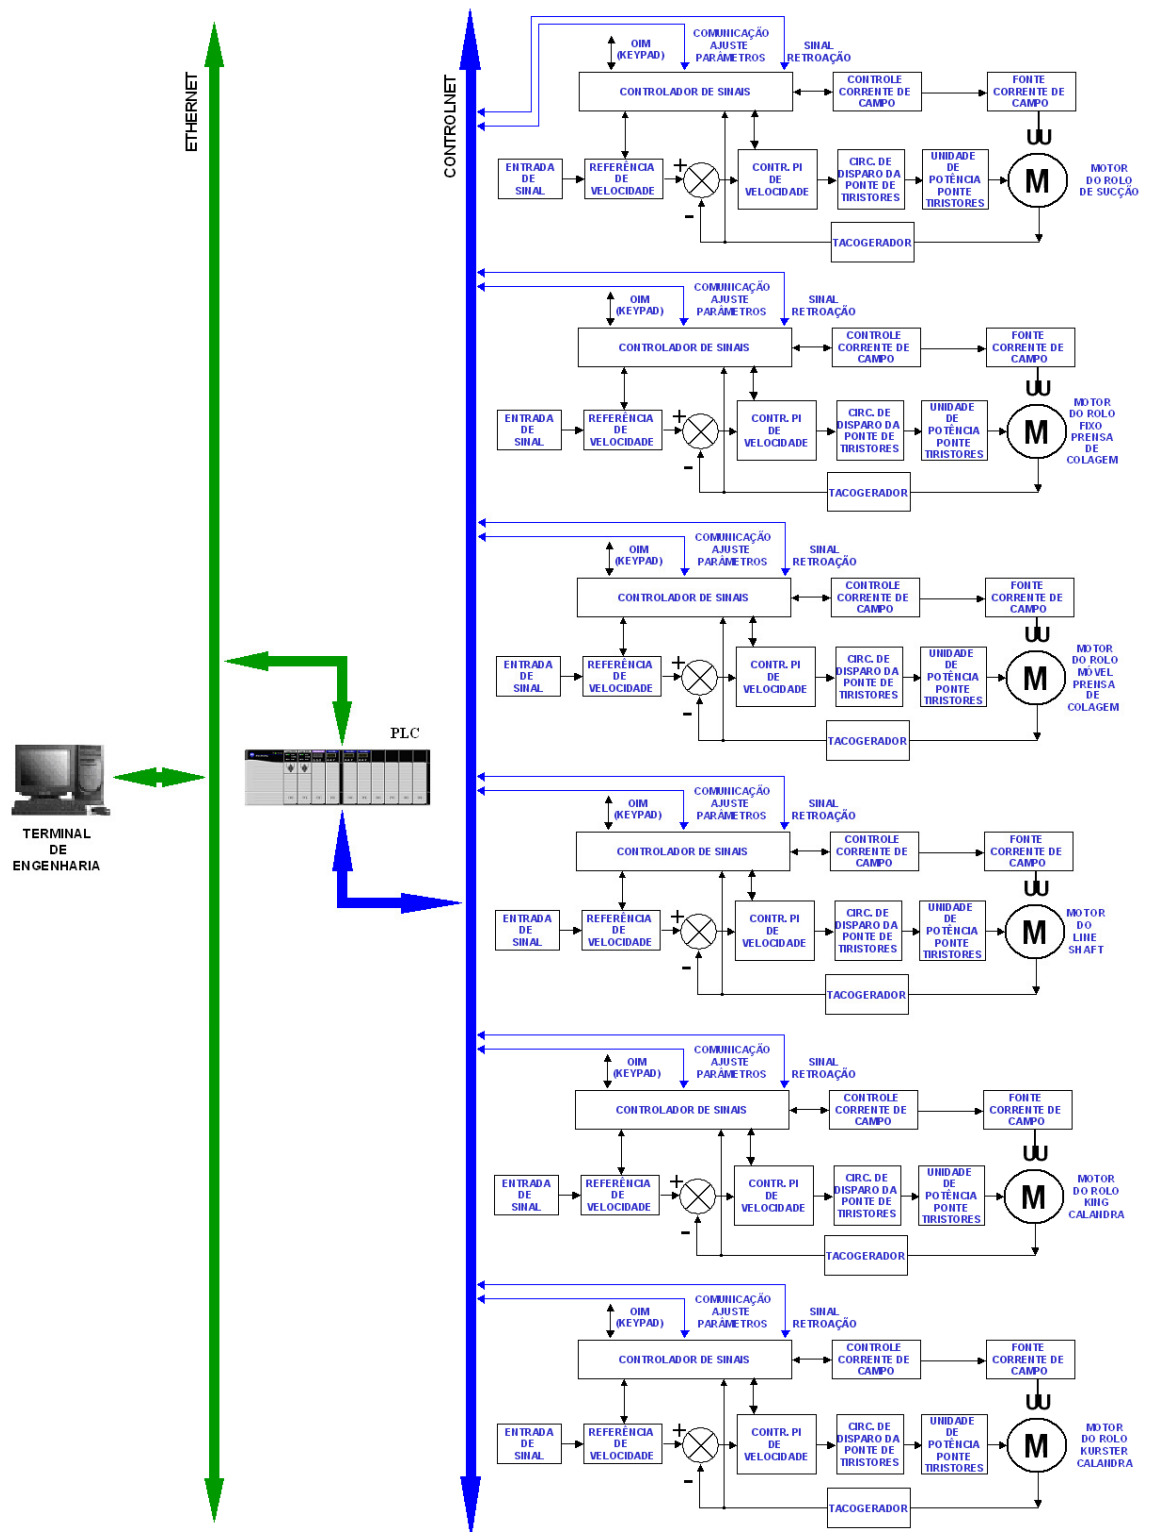 ETHERNET
CONTROLNET
TERMINAL
DE
ENGENHARIA
PLC
OIM
(KEYPAD)
COMUNICAÇÃO
AJUSTE
PARÂMETROS
SINAL
RETROAÇÃO
CONTROLADOR DE SINAIS
CONTROLE
CORRENTE DE
CAMPO
FONTE
CORRENTE DE
CAMPO
ENTRADA
DE
SINAL
REFERÊNCIA
DE
VELOCIDADE
+
-
CONTR. PI
DE
VELOCIDADE
CIRC. DE
DISPARO DA
PONTE DE
TIRISTORES
UNIDADE
DE
POTÊNCIA
PONTE
TIRISTORES
M
MOTOR
DO ROLO
DE SUCÇÃO
TACOGERADOR
OIM
(KEYPAD)
COMUNICAÇÃO
AJUSTE
PARÂMETROS
SINAL
RETROAÇÃO
CONTROLADOR DE SINAIS
CONTROLE
CORRENTE DE
CAMPO
FONTE
CORRENTE DE
CAMPO
ENTRADA
DE
SINAL
REFERÊNCIA
DE
VELOCIDADE
+
-
CONTR. PI
DE
VELOCIDADE
CIRC. DE
DISPARO DA
PONTE DE
TIRISTORES
UNIDADE
DE
POTÊNCIA
PONTE
TIRISTORES
M
MOTOR
DO ROLO
FIXO
PRENSA
DE
COLAGEM
TACOGERADOR
OIM
(KEYPAD)
COMUNICAÇÃO
AJUSTE
PARÂMETROS
SINAL
RETROAÇÃO
CONTROLADOR DE SINAIS
CONTROLE
CORRENTE DE
CAMPO
FONTE
CORRENTE DE
CAMPO
ENTRADA
DE
SINAL
REFERÊNCIA
DE
VELOCIDADE
+
-
CONTR. PI
DE
VELOCIDADE
CIRC. DE
DISPARO DA
PONTE DE
TIRISTORES
UNIDADE
DE
POTÊNCIA
PONTE
TIRISTORES
M
MOTOR
DO ROLO
MÓVEL
PRENSA
DE
COLAGEM
TACOGERADOR
OIM
(KEYPAD)
COMUNICAÇÃO
AJUSTE
PARÂMETROS
SINAL
RETROAÇÃO
CONTROLADOR DE SINAIS
CONTROLE
CORRENTE DE
CAMPO
FONTE
CORRENTE DE
CAMPO
ENTRADA
DE
SINAL
REFERÊNCIA
DE
VELOCIDADE
+
-
CONTR. PI
DE
VELOCIDADE
CIRC. DE
DISPARO DA
PONTE DE
TIRISTORES
UNIDADE
DE
POTÊNCIA
PONTE
TIRISTORES
M
MOTOR
DO
LINE
SHAFT
TACOGERADOR
OIM
(KEYPAD)
COMUNICAÇÃO
AJUSTE
PARÂMETROS
SINAL
RETROAÇÃO
CONTROLADOR DE SINAIS
CONTROLE
CORRENTE DE
CAMPO
FONTE
CORRENTE DE
CAMPO
ENTRADA
DE
SINAL
REFERÊNCIA
DE
VELOCIDADE
+
-
CONTR. PI
DE
VELOCIDADE
CIRC. DE
DISPARO DA
PONTE DE
TIRISTORES
UNIDADE
DE
POTÊNCIA
PONTE
TIRISTORES
M
MOTOR
DO ROLO
KING
CALANDRA
TACOGERADOR
OIM
(KEYPAD)
COMUNICAÇÃO
AJUSTE
PARÂMETROS
SINAL
RETROAÇÃO
CONTROLADOR DE SINAIS
CONTROLE
CORRENTE DE
CAMPO
FONTE
CORRENTE DE
CAMPO
ENTRADA
DE
SINAL
REFERÊNCIA
DE
VELOCIDADE
+
-
CONTR. PI
DE
VELOCIDADE
CIRC. DE
DISPARO DA
PONTE DE
TIRISTORES
UNIDADE
DE
POTÊNCIA
PONTE
TIRISTORES
M
MOTOR
DO ROLO
KURSTER
CALANDRA
TACOGERADOR